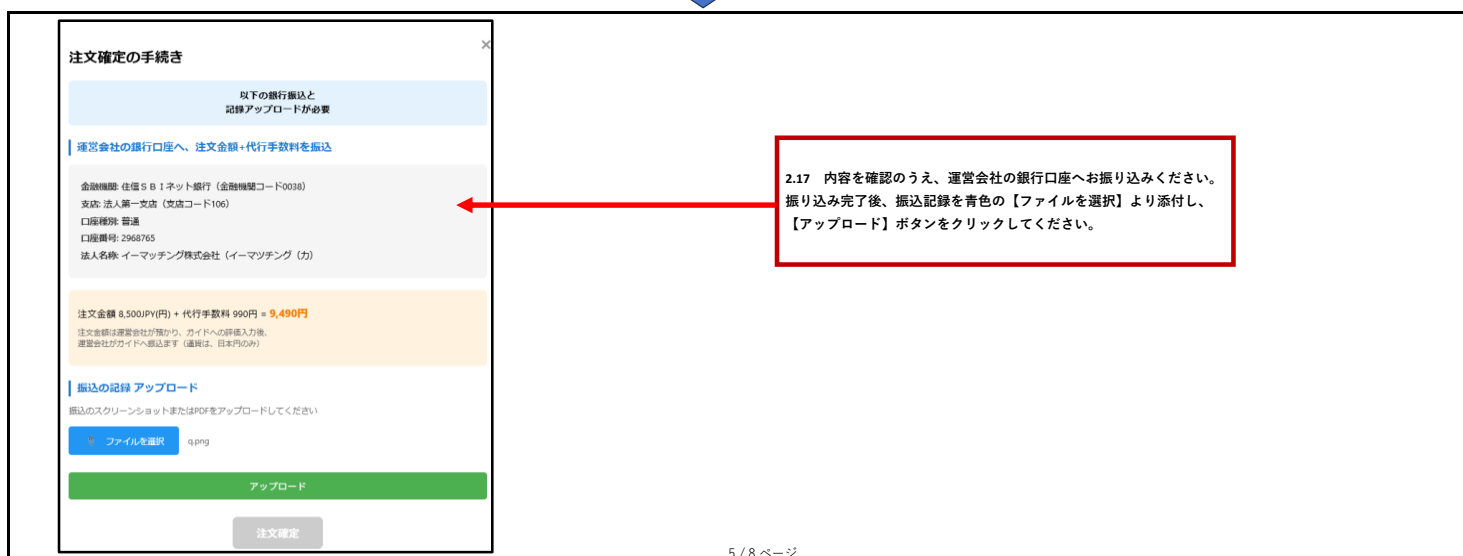 注文確定の手続き
×
以下の銀行振込と
記録アップロードが必要
運営会社の銀行口座へ、注文金額+代行手数料を振込
金融機関: 住信ＳＢＩネット銀行（金融機関コード0038）
支店: 法人第一支店（支店コード106）
口座種別: 普通
口座番号: 2968765
法人名称: イーマッチング株式会社（イーマツチング（カ）
注文金額 8,500JPY(円) + 代行手数料 990円 = 9,490円
注文金額は運営会社が預かり、ガイドへの評価入力後、
運営会社がガイドへ振込ます（通貨は、日本円のみ）
振込の記録 アップロード
振込のスクリーンショットまたはPDFをアップロードしてください
ファイルを選択 q.png
アップロード
注文確定
2.17 内容を確認のうえ、運営会社の銀行口座へお振り込みください。
振り込み完了後、振込記録を青色の【ファイルを選択】より添付し、
【アップロード】ボタンをクリックしてください。
5 / 8 ページ